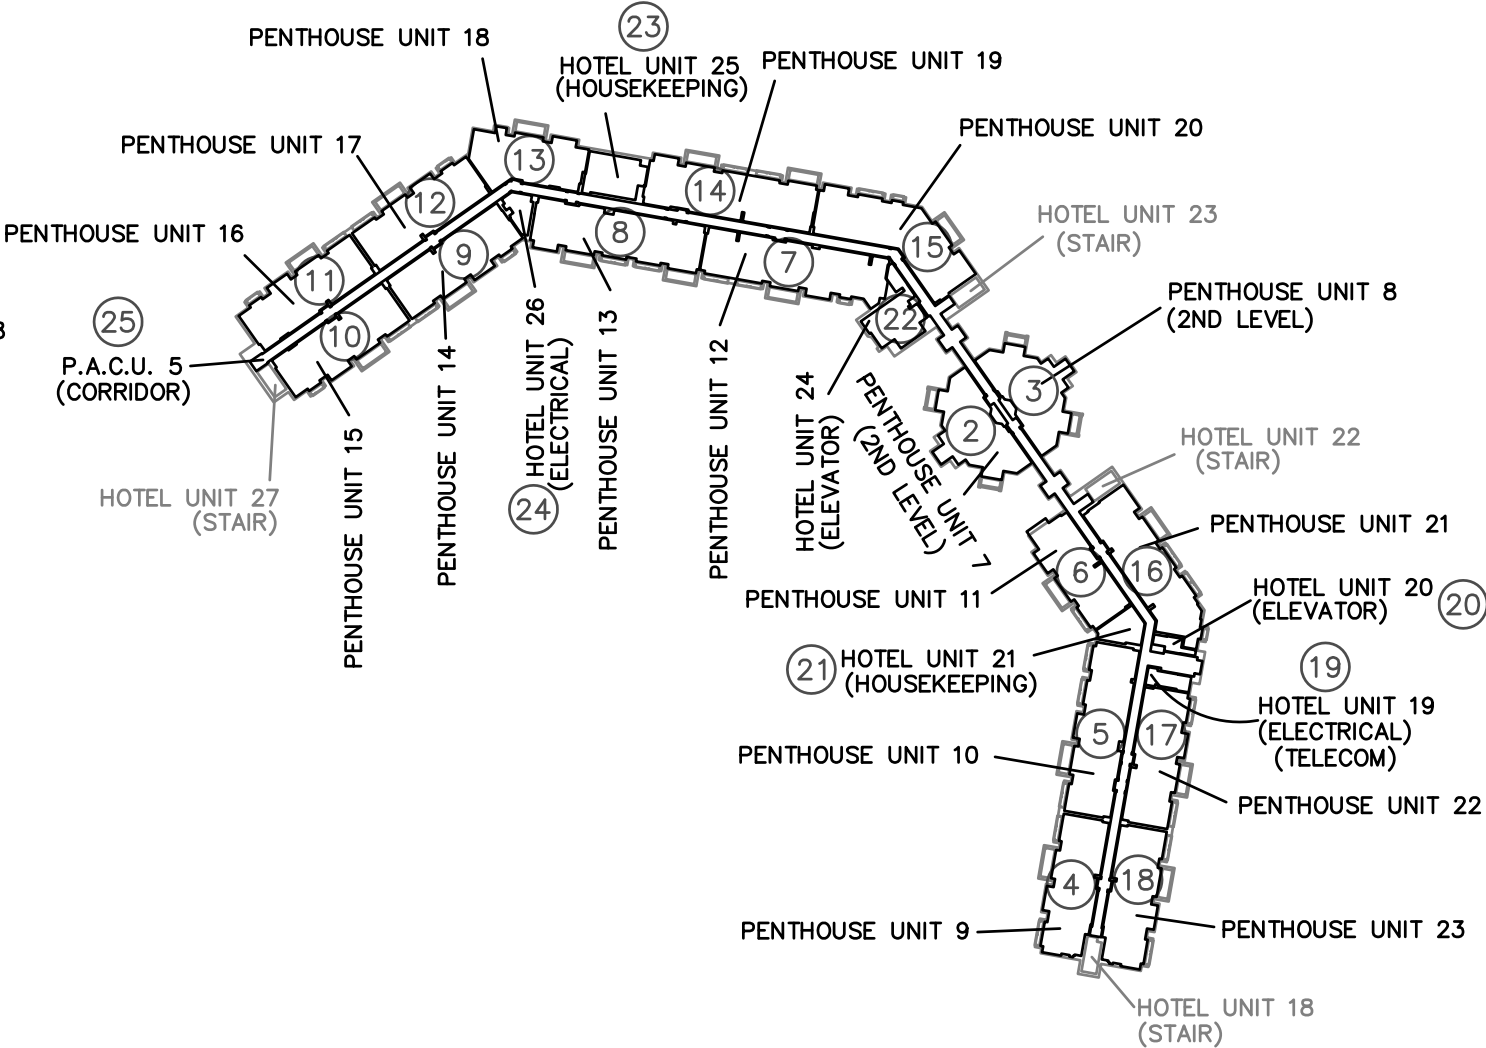 23
PENTHOUSE UNIT 18
HOTEL UNIT 25
(HOUSEKEEPING)
PENTHOUSE UNIT 19
PENTHOUSE UNIT 17
13
14
PENTHOUSE UNIT 20
PENTHOUSE UNIT 16
12
11
9
8
7
15
HOTEL UNIT 23
(STAIR)
25
10
22
PENTHOUSE UNIT 8
(2ND LEVEL)
P.A.C.U. 5
(CORRIDOR)
3
2
HOTEL UNIT 27
(STAIR)
PENTHOUSE UNIT 15
PENTHOUSE UNIT 14
HOTEL UNIT 26
(ELECTRICAL)
24
PENTHOUSE UNIT 13
PENTHOUSE UNIT 12
HOTEL UNIT 24
(ELEVATOR)
PENTHOUSE UNIT 7
(2ND LEVEL)
HOTEL UNIT 22
(STAIR)
PENTHOUSE UNIT 21
6
16
PENTHOUSE UNIT 11
HOTEL UNIT 20
(ELEVATOR)
20
21
HOTEL UNIT 21
(HOUSEKEEPING)
19
HOTEL UNIT 19
(ELECTRICAL)
(TELECOM)
5
17
PENTHOUSE UNIT 10
PENTHOUSE UNIT 22
4
18
PENTHOUSE UNIT 9
PENTHOUSE UNIT 23
HOTEL UNIT 18
(STAIR)